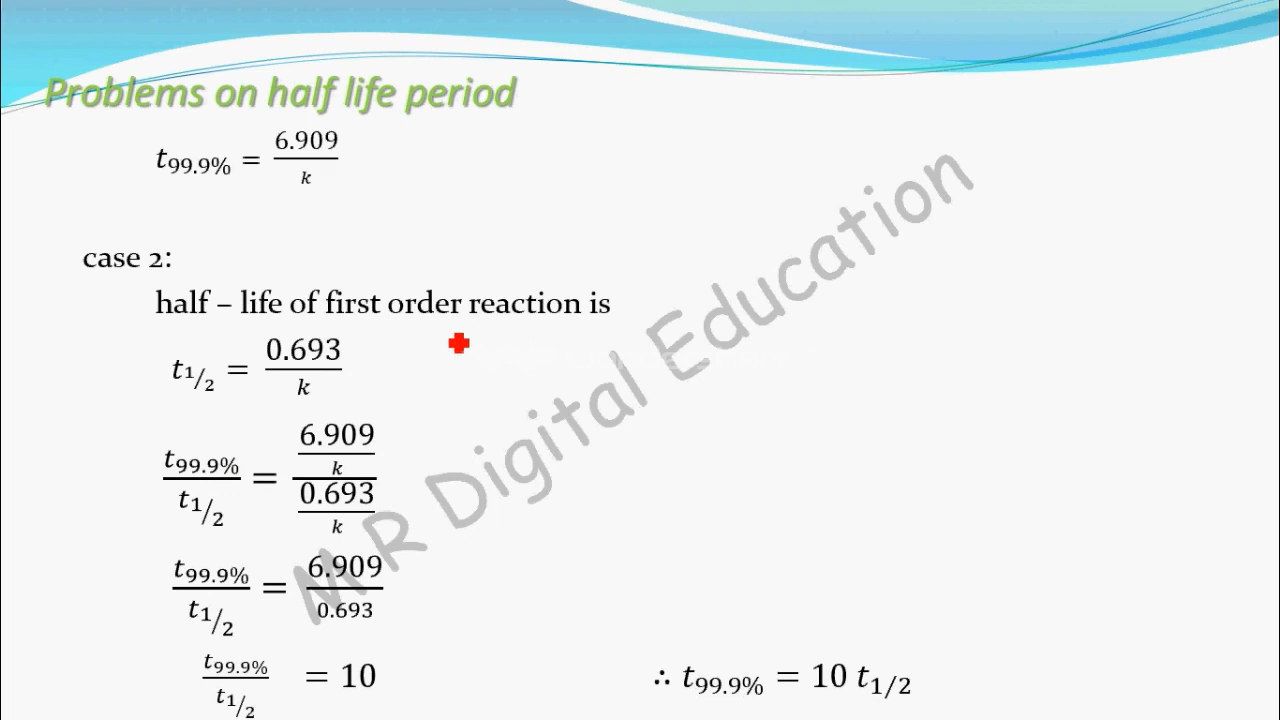 Problems on half life period
t99.9% = 6.909/k
case 2:
half – life of first order reaction is
t1/2 = 0.693/k
t99.9%/t1/2 = (6.909/k)/(0.693/k)
t99.9%/t1/2 = 6.909/0.693
t99.9%/t1/2 = 10 ∴ t99.9% = 10 t1/2
M R Digital Education